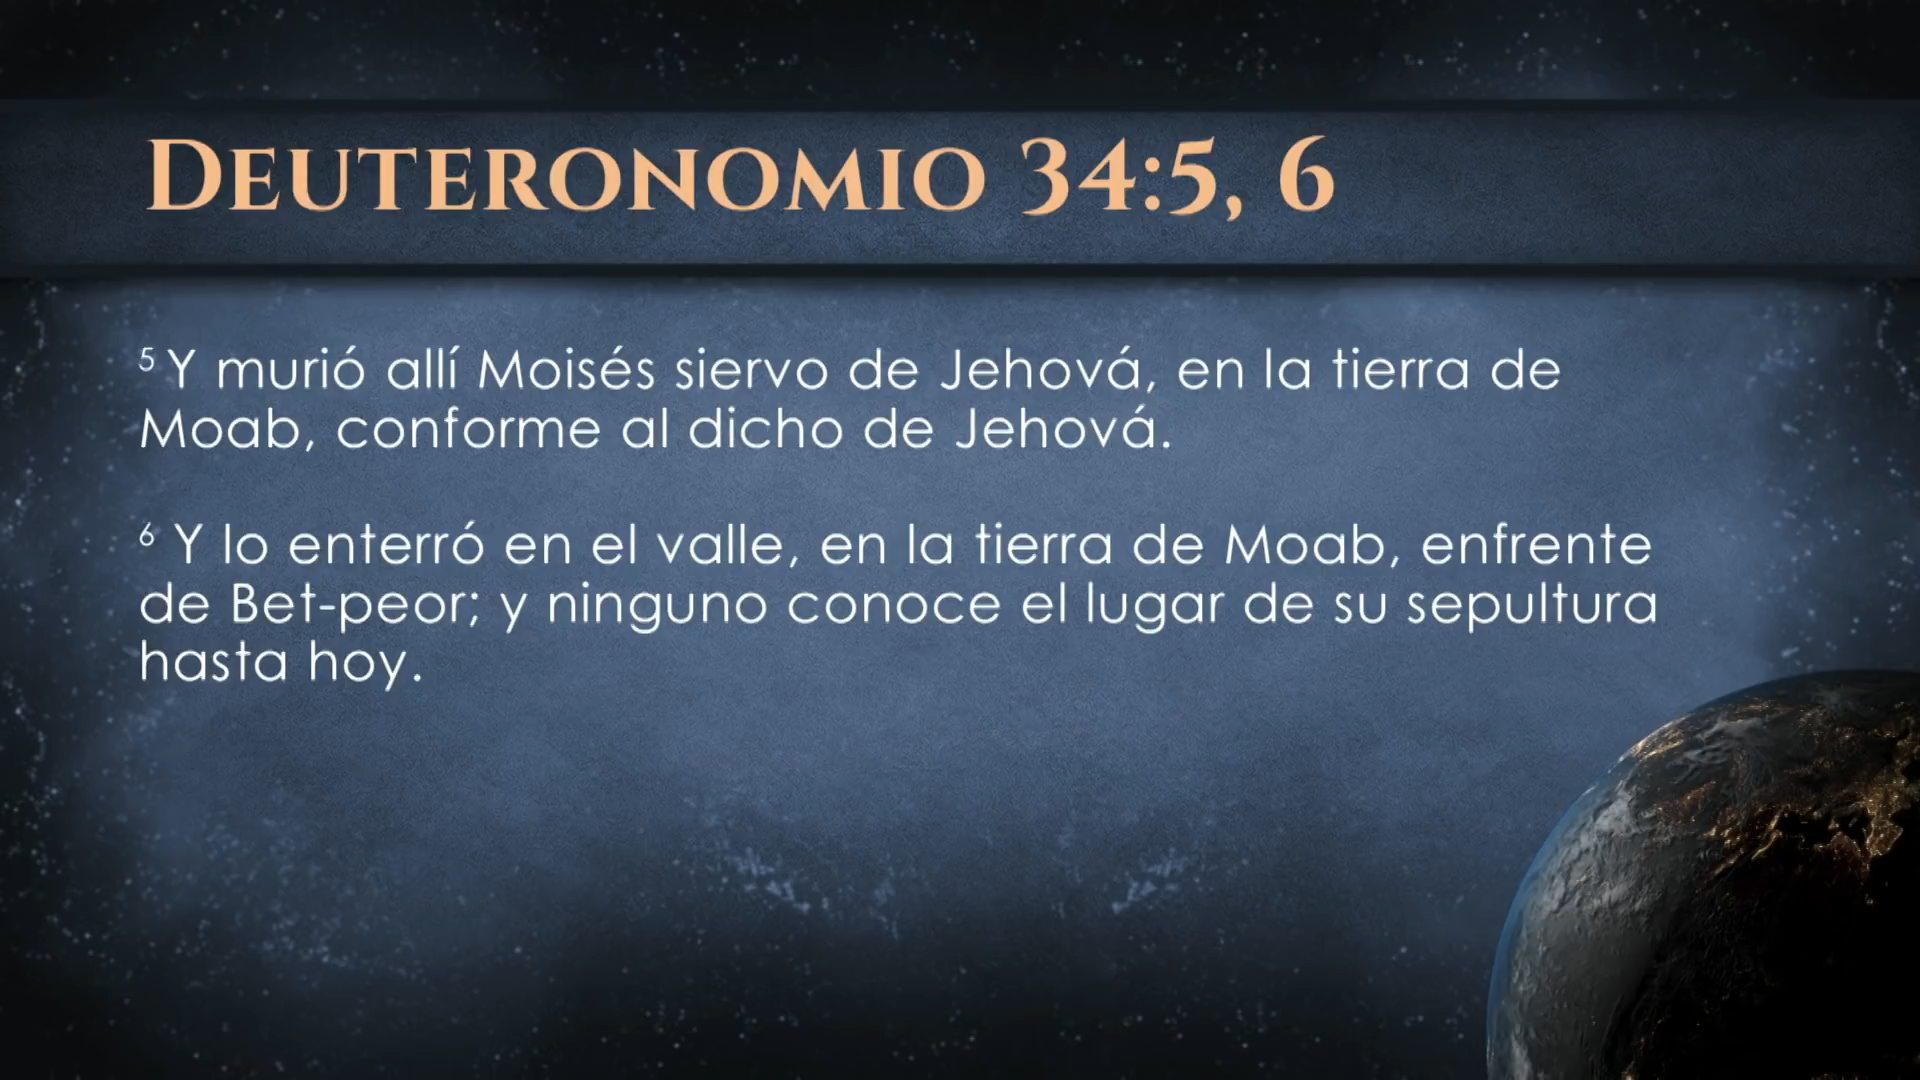 Deuteronomio 34:5, 6
5 Y murió allí Moisés siervo de Jehová, en la tierra de
Moab, conforme al dicho de Jehová.
6 Y lo enterró en el valle, en la tierra de Moab, enfrente
de Bet-peor; y ninguno conoce el lugar de su sepultura
hasta hoy.